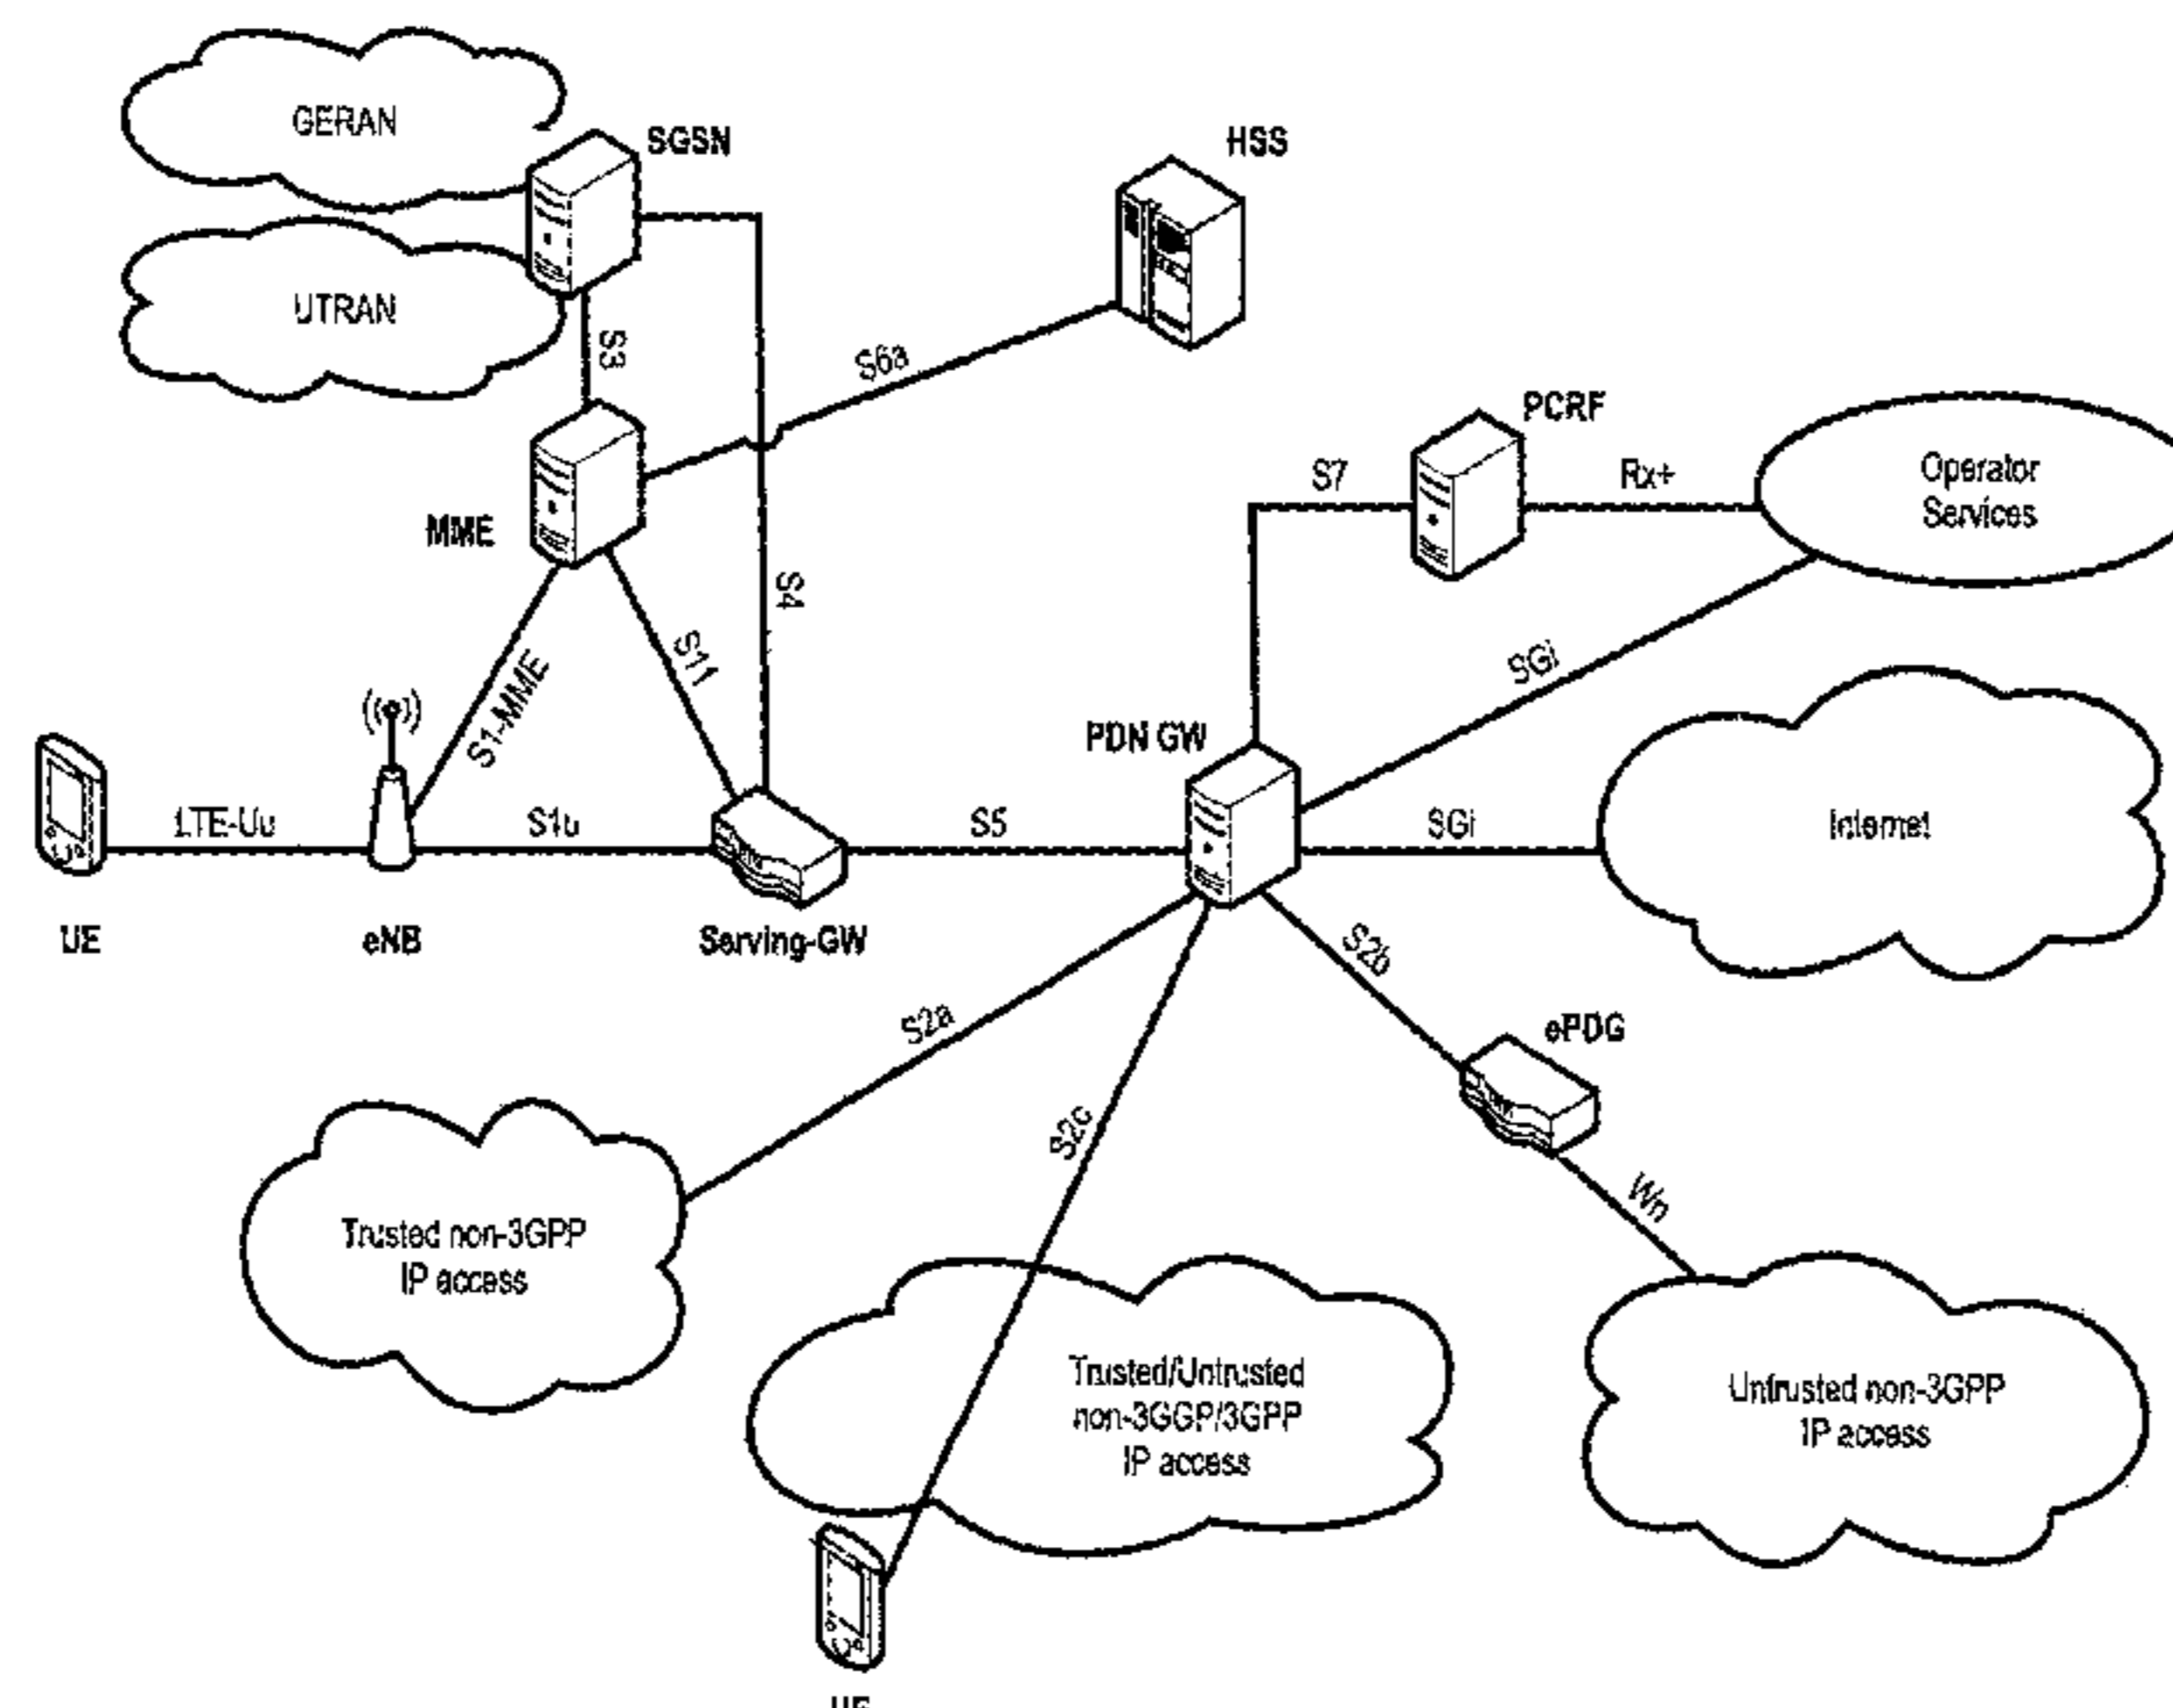 GERAN
SGSN
HSS
UTRAN
S3
S6a
PCRF
S7
Rx+
Operator
Services
MME
S4
S11
S1-MME
SGi
PDN GW
LTE-Uu
S1u
S5
SGi
Internet
UE
eNB
Serving-GW
S2b
S2a
ePDG
S2c
Wn
Trusted non-3GPP
IP access
Trusted/Untrusted
non-3GGP/3GPP
IP access
Untrusted non-3GPP
IP access
UE